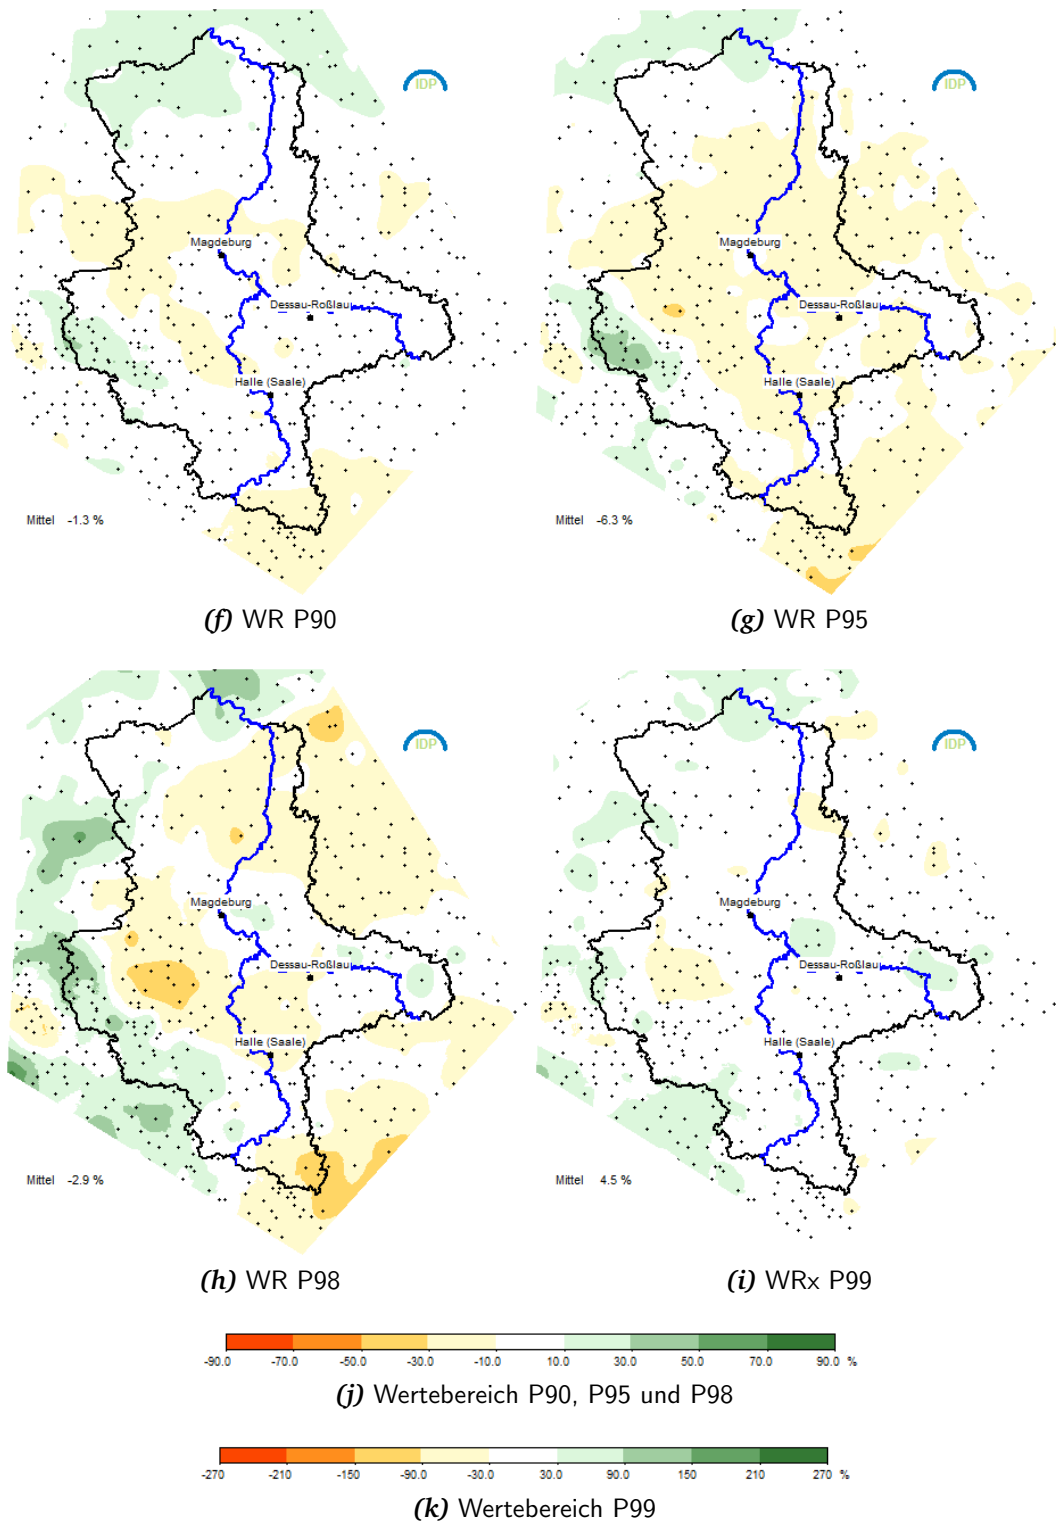 IDP
IDP
Magdeburg
Dessau-Roßlau
Halle (Saale)
Mittel -1.3 %
Magdeburg
Dessau-Roßlau
Halle (Saale)
Mittel -6.3 %
(f) WR P90
(g) WR P95
IDP
IDP
Magdeburg
Dessau-Roßlau
Halle (Saale)
Mittel -2.9 %
Magdeburg
Dessau-Roßlau
Halle (Saale)
Mittel 4.5 %
(h) WR P98
(i) WRx P99
-90.0 -70.0 -50.0 -30.0 -10.0 10.0 30.0 50.0 70.0 90.0 %
(j) Wertebereich P90, P95 und P98
-270 -210 -150 -90.0 -30.0 30.0 90.0 150 210 270 %
(k) Wertebereich P99